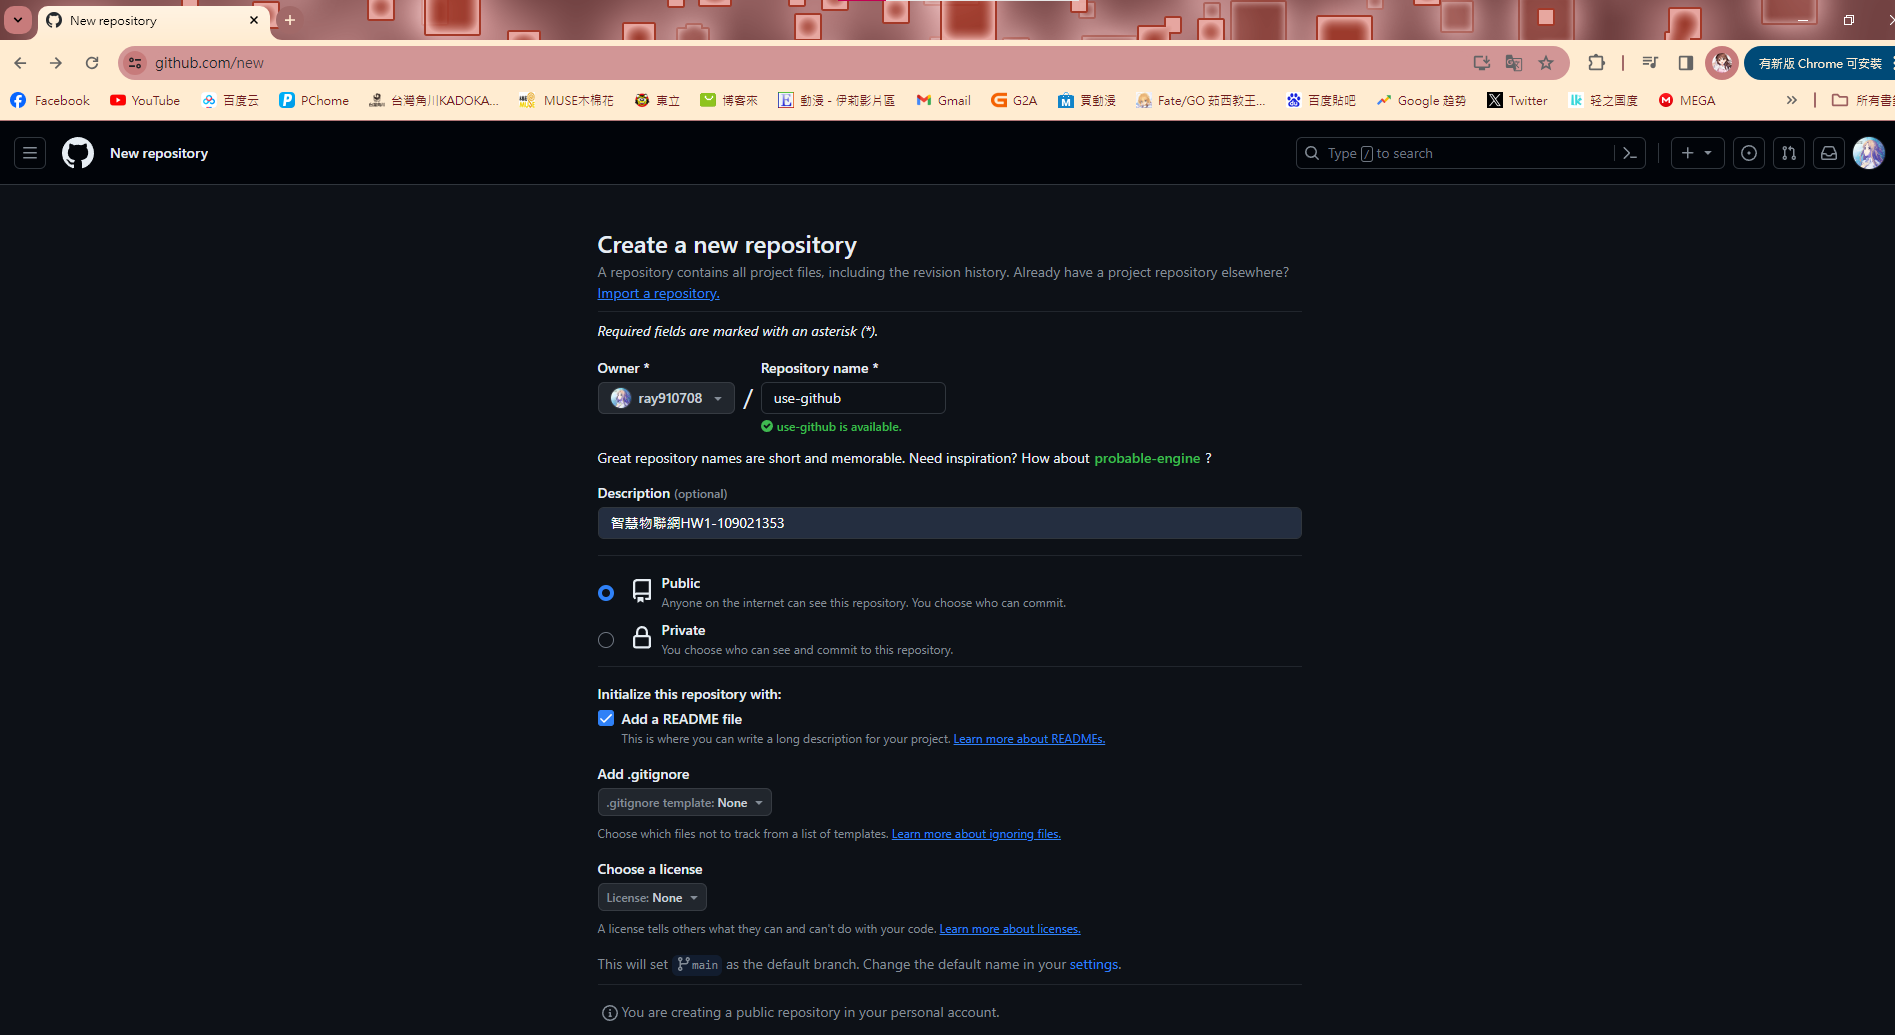 New repository
github.com/new
有新版 Chrome 可安裝
Facebook YouTube 百度云 PChome 台灣角川KADOKA... MUSE木棉花 東立 博客來 動漫 - 伊莉影片區 Gmail G2A 買動漫 Fate/GO 茹西教王... 百度貼吧 Google 趋势 Twitter 轻之国度 MEGA » 所有書
New repository
Type / to search
Create a new repository
A repository contains all project files, including the revision history. Already have a project repository elsewhere?
Import a repository.
Required fields are marked with an asterisk (*).
Owner * Repository name *
ray910708 / use-github
use-github is available.
Great repository names are short and memorable. Need inspiration? How about probable-engine ?
Description (optional)
智慧物聯網HW1-109021353
Public
Anyone on the internet can see this repository. You choose who can commit.
Private
You choose who can see and commit to this repository.
Initialize this repository with:
Add a README file
This is where you can write a long description for your project. Learn more about READMEs.
Add .gitignore
.gitignore template: None
Choose which files not to track from a list of templates. Learn more about ignoring files.
Choose a license
License: None
A license tells others what they can and can't do with your code. Learn more about licenses.
This will set main as the default branch. Change the default name in your settings.
You are creating a public repository in your personal account.